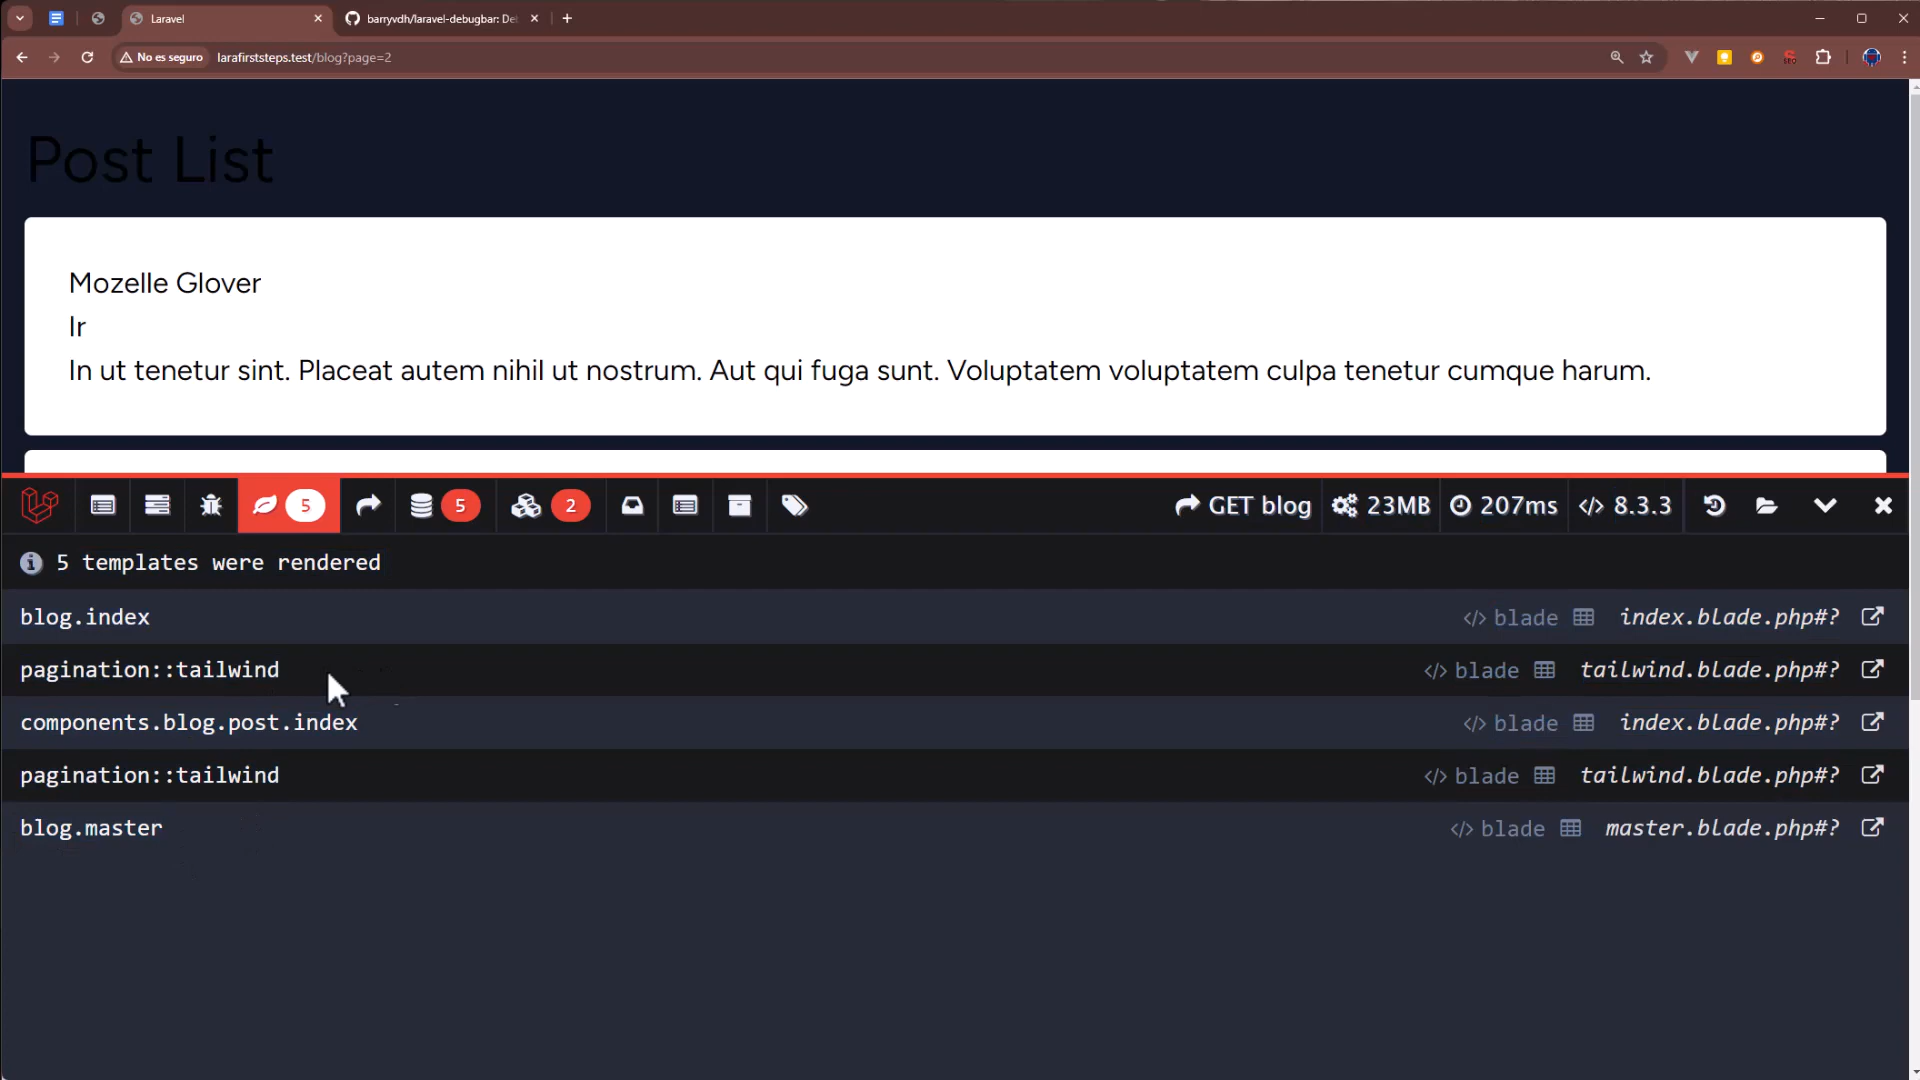 Laravel
barryvdh/laravel-debugbar: De
No es seguro
larafirststeps.test/blog?page=2
SEO
Post List
Mozelle Glover
Ir
In ut tenetur sint. Placeat autem nihil ut nostrum. Aut qui fuga sunt. Voluptatem voluptatem culpa tenetur cumque harum.
5
5
2
GET blog
23MB
207ms
8.3.3
5 templates were rendered
blog.index
blade
index.blade.php#?
pagination::tailwind
blade
tailwind.blade.php#?
components.blog.post.index
blade
index.blade.php#?
pagination::tailwind
blade
tailwind.blade.php#?
blog.master
blade
master.blade.php#?